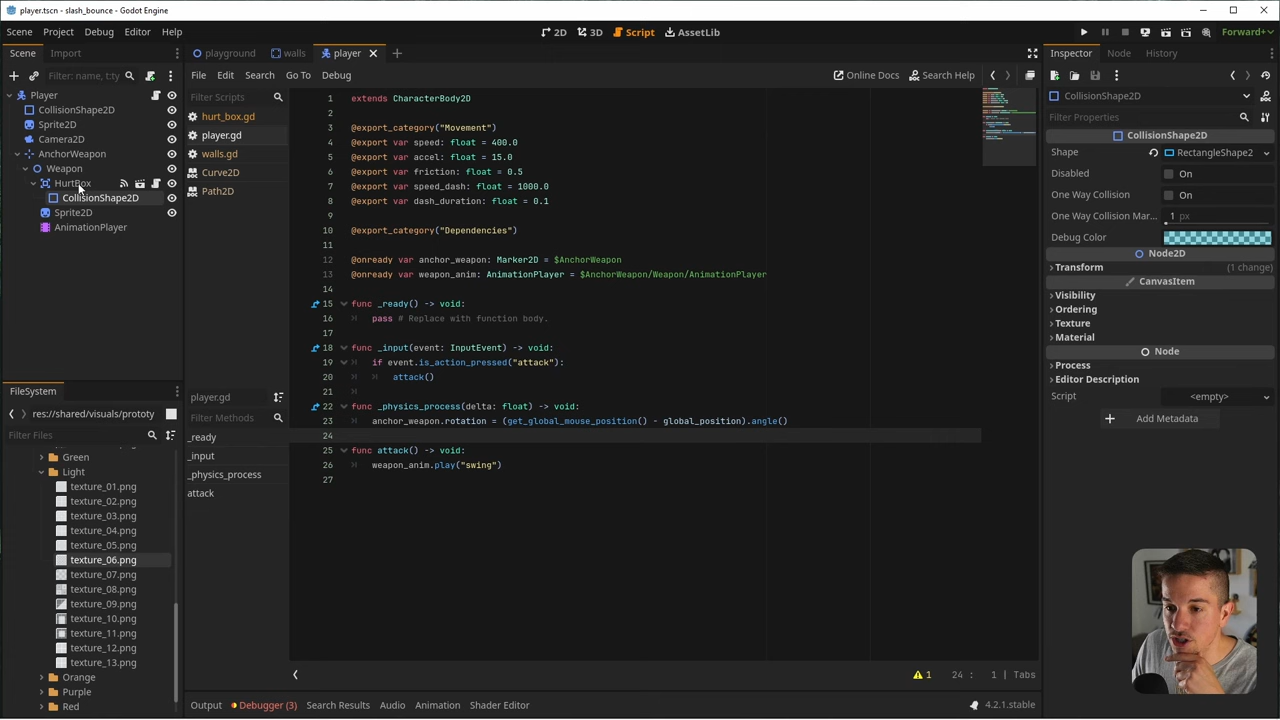 player.tscn - slash_bounce - Godot Engine
Scene Project Debug Editor Help
2D 3D Script AssetLib
Forward+
Scene Import
playground walls player
Inspector Node History
Filter: name, t:ty
File Edit Search Go To Debug
Online Docs Search Help
Player
CollisionShape2D
Sprite2D
Camera2D
AnchorWeapon
Weapon
HurtBox
CollisionShape2D
Sprite2D
AnimationPlayer
Filter Scripts
hurt_box.gd
player.gd
walls.gd
Curve2D
Path2D
player.gd
Filter Methods
_ready
_input
_physics_process
attack
1 extends CharacterBody2D
2
3 @export_category("Movement")
4 @export var speed: float = 400.0
5 @export var accel: float = 15.0
6 @export var friction: float = 0.5
7 @export var speed_dash: float = 1000.0
8 @export var dash_duration: float = 0.1
9
10 @export_category("Dependencies")
11
12 @onready var anchor_weapon: Marker2D = $AnchorWeapon
13 @onready var weapon_anim: AnimationPlayer = $AnchorWeapon/Weapon/AnimationPlayer
14
15 func _ready() -> void:
16 pass # Replace with function body.
17
18 func _input(event: InputEvent) -> void:
19 if event.is_action_pressed("attack"):
20 attack()
21
22 func _physics_process(delta: float) -> void:
23 anchor_weapon.rotation = (get_global_mouse_position() - global_position).angle()
24
25 func attack() -> void:
26 weapon_anim.play("swing")
27
1 24 : 1 | Tabs
CollisionShape2D
Filter Properties
CollisionShape2D
Shape RectangleShape2
Disabled On
One Way Collision On
One Way Collision Mar... 1 px
Debug Color
Node2D
Transform (1 change)
CanvasItem
Visibility
Ordering
Texture
Material
Node
Process
Editor Description
Script <empty>
Add Metadata
FileSystem
res://shared/visuals/prototy
Filter Files
Green
Light
texture_01.png
texture_02.png
texture_03.png
texture_04.png
texture_05.png
texture_06.png
texture_07.png
texture_08.png
texture_09.png
texture_10.png
texture_11.png
texture_12.png
texture_13.png
Orange
Purple
Red
Output Debugger (3) Search Results Audio Animation Shader Editor
4.2.1.stable